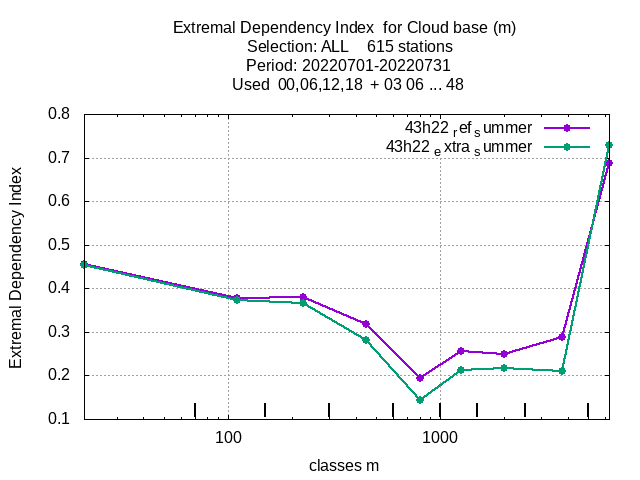 Extremal Dependency Index  for Cloud base (m)
Selection: ALL    615 stations
Period: 20220701-20220731
Used  00,06,12,18  + 03 06 ... 48
43h22 ref summer
43h22 extra summer
Extremal Dependency Index
0.8
0.7
0.6
0.5
0.4
0.3
0.2
0.1
100 1000
classes m